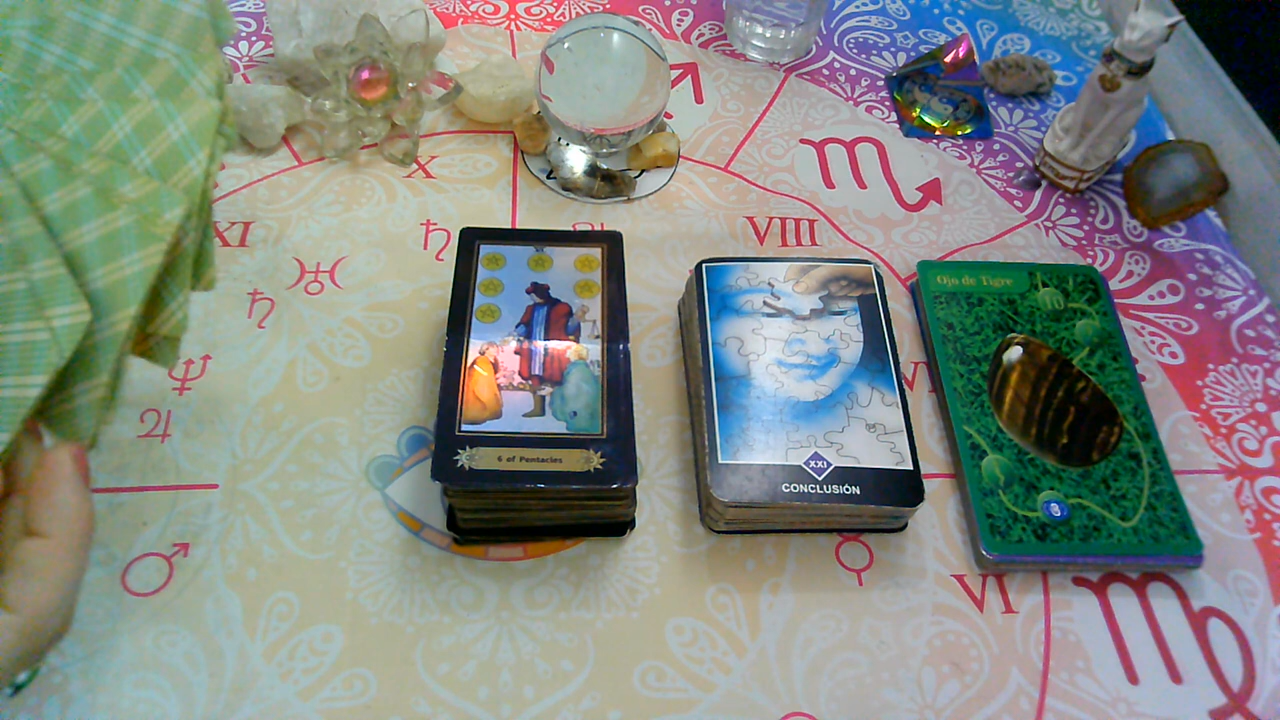 X
XI
VIII
6 of Pentacles
XXI
CONCLUSIÓN
Ojo de Tigre
VI